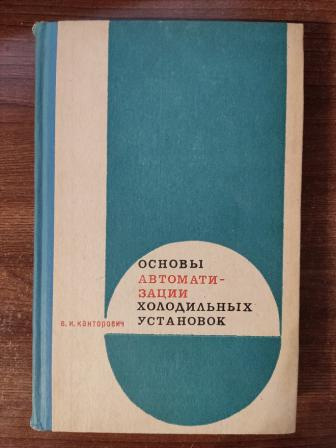 ОСНОВЫ
АВТОМАТИ-
ЗАЦИИ
ХОЛОДИЛЬНЫХ
УСТАНОВОК
В. И. КАНТОРОВИЧ